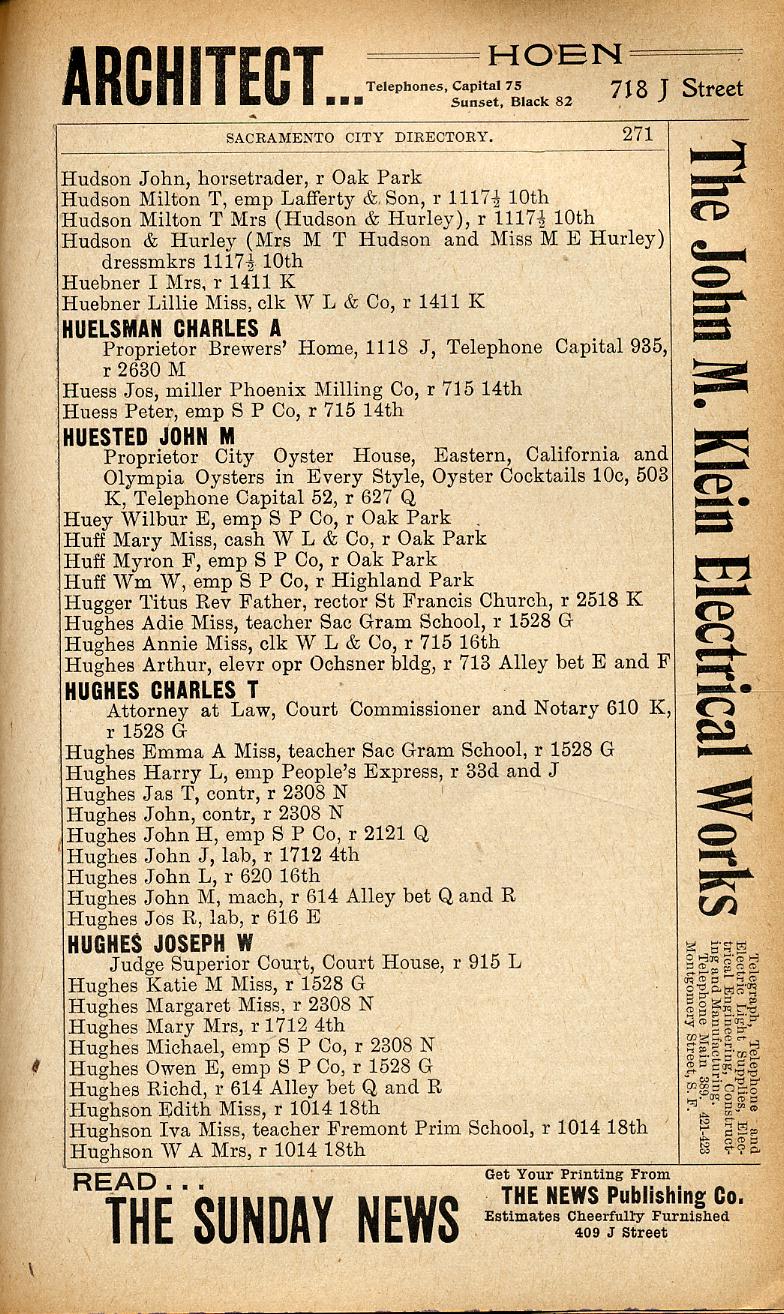 ARCHITECT... HOEN
Telephones, Capital 75
Sunset, Black 82
718 J Street
SACRAMENTO CITY DIRECTORY. 271
Hudson John, horsetrader, r Oak Park
Hudson Milton T, emp Lafferty & Son, r 1117½ 10th
Hudson Milton T Mrs (Hudson & Hurley), r 1117½ 10th
Hudson & Hurley (Mrs M T Hudson and Miss M E Hurley)
dressmkrs 1117½ 10th
Huebner I Mrs, r 1411 K
Huebner Lillie Miss, clk W L & Co, r 1411 K
HUELSMAN CHARLES A
Proprietor Brewers' Home, 1118 J, Telephone Capital 935,
r 2630 M
Huess Jos, miller Phoenix Milling Co, r 715 14th
Huess Peter, emp S P Co, r 715 14th
HUESTED JOHN M
Proprietor City Oyster House, Eastern, California and
Olympia Oysters in Every Style, Oyster Cocktails 10c, 503
K, Telephone Capital 52, r 627 Q
Huey Wilbur E, emp S P Co, r Oak Park
Huff Mary Miss, cash W L & Co, r Oak Park
Huff Myron F, emp S P Co, r Oak Park
Huff Wm W, emp S P Co, r Highland Park
Hugger Titus Rev Father, rector St Francis Church, r 2518 K
Hughes Adie Miss, teacher Sac Gram School, r 1528 G
Hughes Annie Miss, clk W L & Co, r 715 16th
Hughes Arthur, elevr opr Ochsner bldg, r 713 Alley bet E and F
HUGHES CHARLES T
Attorney at Law, Court Commissioner and Notary 610 K,
r 1528 G
Hughes Emma A Miss, teacher Sac Gram School, r 1528 G
Hughes Harry L, emp People's Express, r 33d and J
Hughes Jas T, contr, r 2308 N
Hughes John, contr, r 2308 N
Hughes John H, emp S P Co, r 2121 Q
Hughes John J, lab, r 1712 4th
Hughes John L, r 620 16th
Hughes John M, mach, r 614 Alley bet Q and R
Hughes Jos R, lab, r 616 E
HUGHES JOSEPH W
Judge Superior Court, Court House, r 915 L
Hughes Katie M Miss, r 1528 G
Hughes Margaret Miss, r 2308 N
Hughes Mary Mrs, r 1712 4th
Hughes Michael, emp S P Co, r 2308 N
Hughes Owen E, emp S P Co, r 1528 G
Hughes Richd, r 614 Alley bet Q and R
Hughson Edith Miss, r 1014 18th
Hughson Iva Miss, teacher Fremont Prim School, r 1014 18th
Hughson W A Mrs, r 1014 18th
The John M. Klein Electrical Works
Telegraph, Telephone and
Electric Light Supplies, Elec-
trical Engineering, Construct-
ing and Manufacturing.
Telephone Main 389. 421-423
Montgomery Street, S. F.
READ...
THE SUNDAY NEWS
Get Your Printing From
THE NEWS Publishing Co.
Estimates Cheerfully Furnished
409 J Street